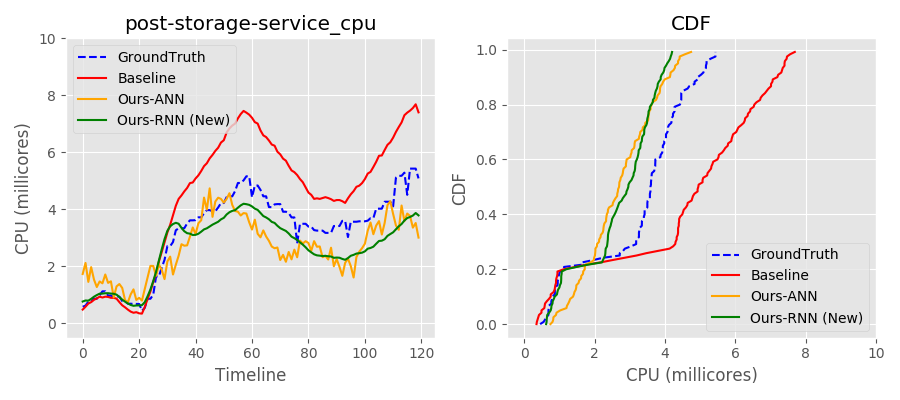 post-storage-service_cpu
10
8
6
4
2
0
CPU (millicores)
GroundTruth
Baseline
Ours-ANN
Ours-RNN (New)
0 20 40 60 80 100 120
Timeline
CDF
1.0
0.8
0.6
0.4
0.2
0.0
CDF
GroundTruth
Baseline
Ours-ANN
Ours-RNN (New)
0 2 4 6 8 10
CPU (millicores)